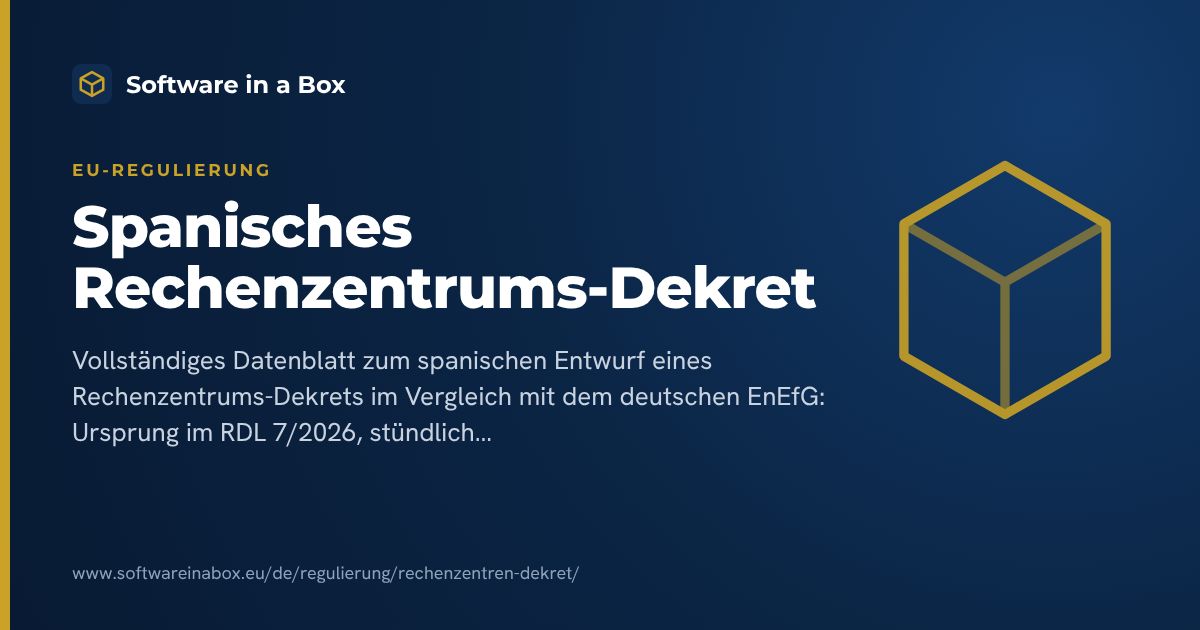 Software in a Box
EU-REGULIERUNG
Spanisches
Rechenzentrums-Dekret
Vollständiges Datenblatt zum spanischen Entwurf eines
Rechenzentrums-Dekrets im Vergleich mit dem deutschen EnEfG:
Ursprung im RDL 7/2026, stündlich...
www.softwareinabox.eu/de/regulierung/rechenzentren-dekret/